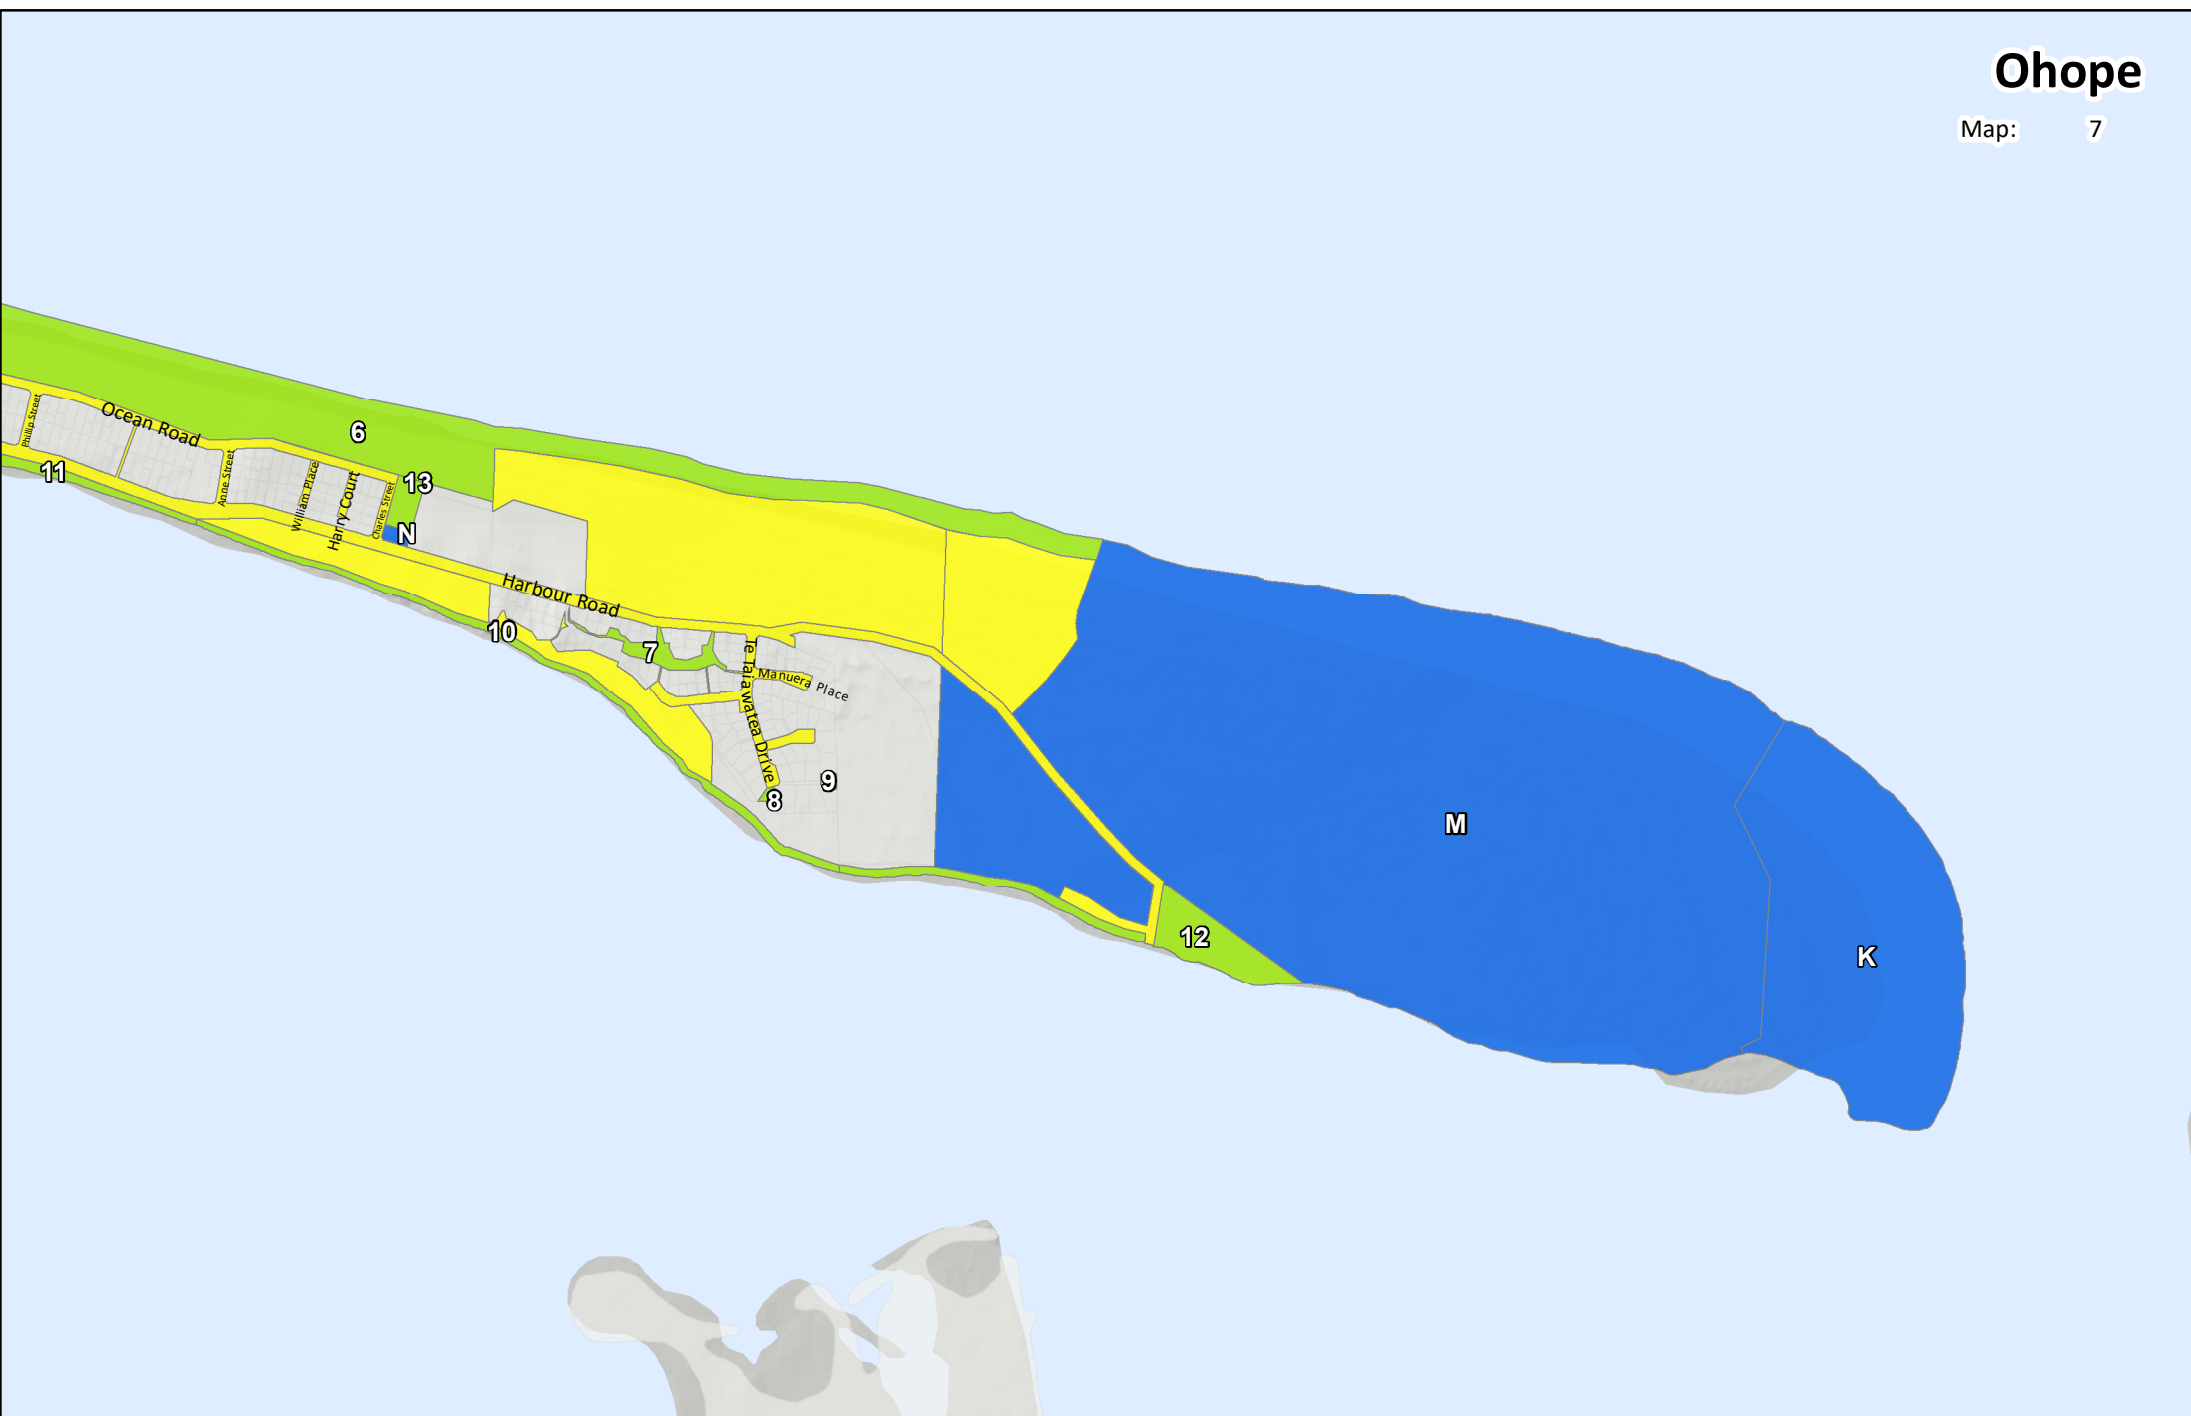 Ohope
Map: 7
Phillip Street
Ocean Road
6
11
Anne Street
William Place
Harry Court
Charles Street
13
N
Harbour Road
10
7
Te Taiawatea Drive
Manuera Place
9
8
M
12
K